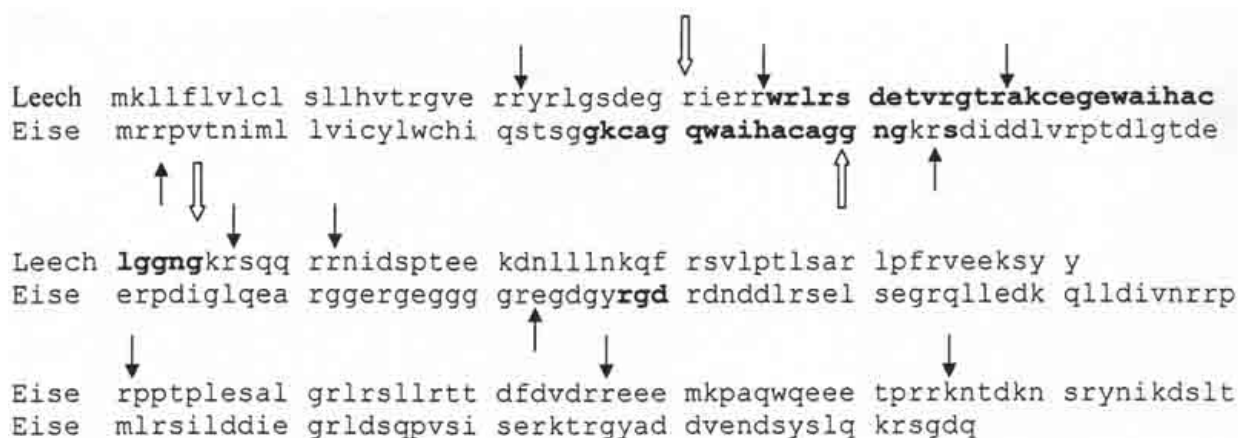 Leech mkllflvlcl sllhvtrgve rryrlgsdeg rierrwrlrs detvrgtrakcegewaihac
Eise mrrpvtniml lvicylwchi qstsggkcag qwaihacagg ngkrsdiddlvrptdlgtde
Leech lggngkrsqq rrnidsptee kdnlllnkqf rsvlptlsar lpfrveeksy y
Eise erpdiglqea rggergeggg gregdgyrgd rdnddlrsel segrqlledk qlldivnrrp
Eise rpptplesal grlrsllrtt dfdvdrreee mkpaqwqeee tprrkntdkn srynikdslt
Eise mlrsilddie grldsqpvsi serktrgyad dvendsyslq krsgdq